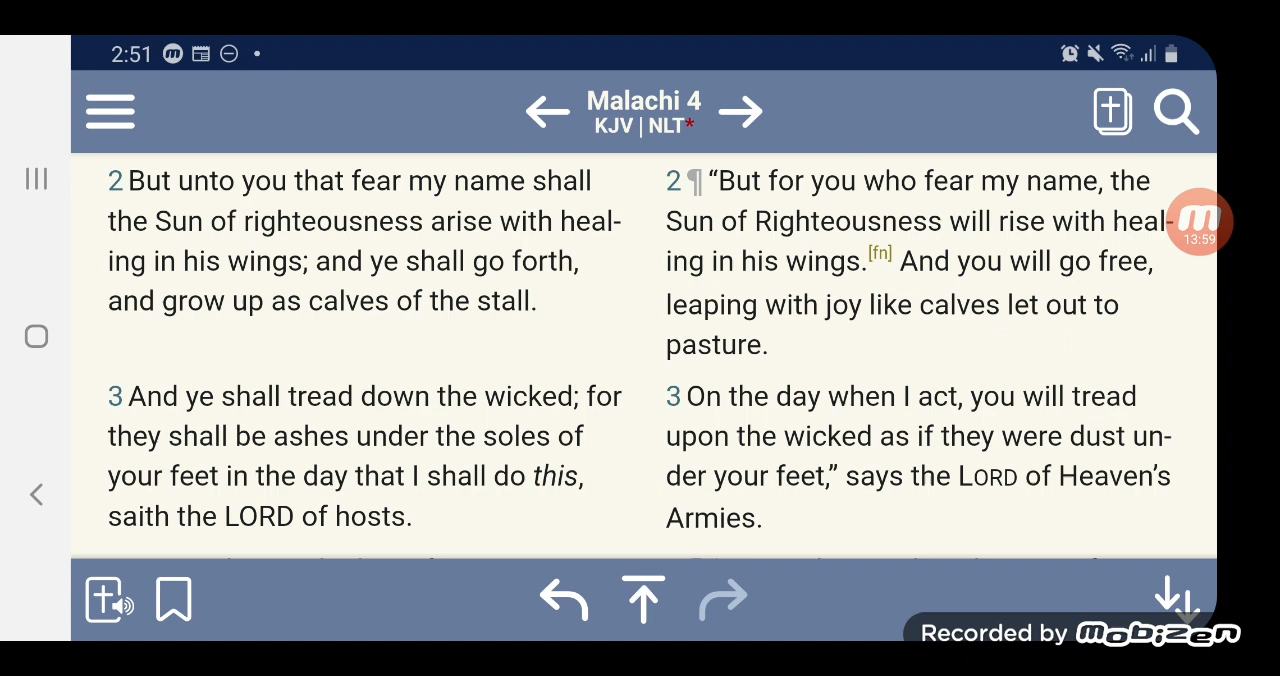 2:51
Malachi 4
KJV | NLT*
2 But unto you that fear my name shall
the Sun of righteousness arise with heal-
ing in his wings; and ye shall go forth,
and grow up as calves of the stall.
3 And ye shall tread down the wicked; for
they shall be ashes under the soles of
your feet in the day that I shall do this,
saith the LORD of hosts.
2 ¶ “But for you who fear my name, the
Sun of Righteousness will rise with heal-
ing in his wings.[fn] And you will go free,
leaping with joy like calves let out to
pasture.
3 On the day when I act, you will tread
upon the wicked as if they were dust un-
der your feet,” says the LORD of Heaven’s
Armies.
m
13:59
Recorded by Mobizen